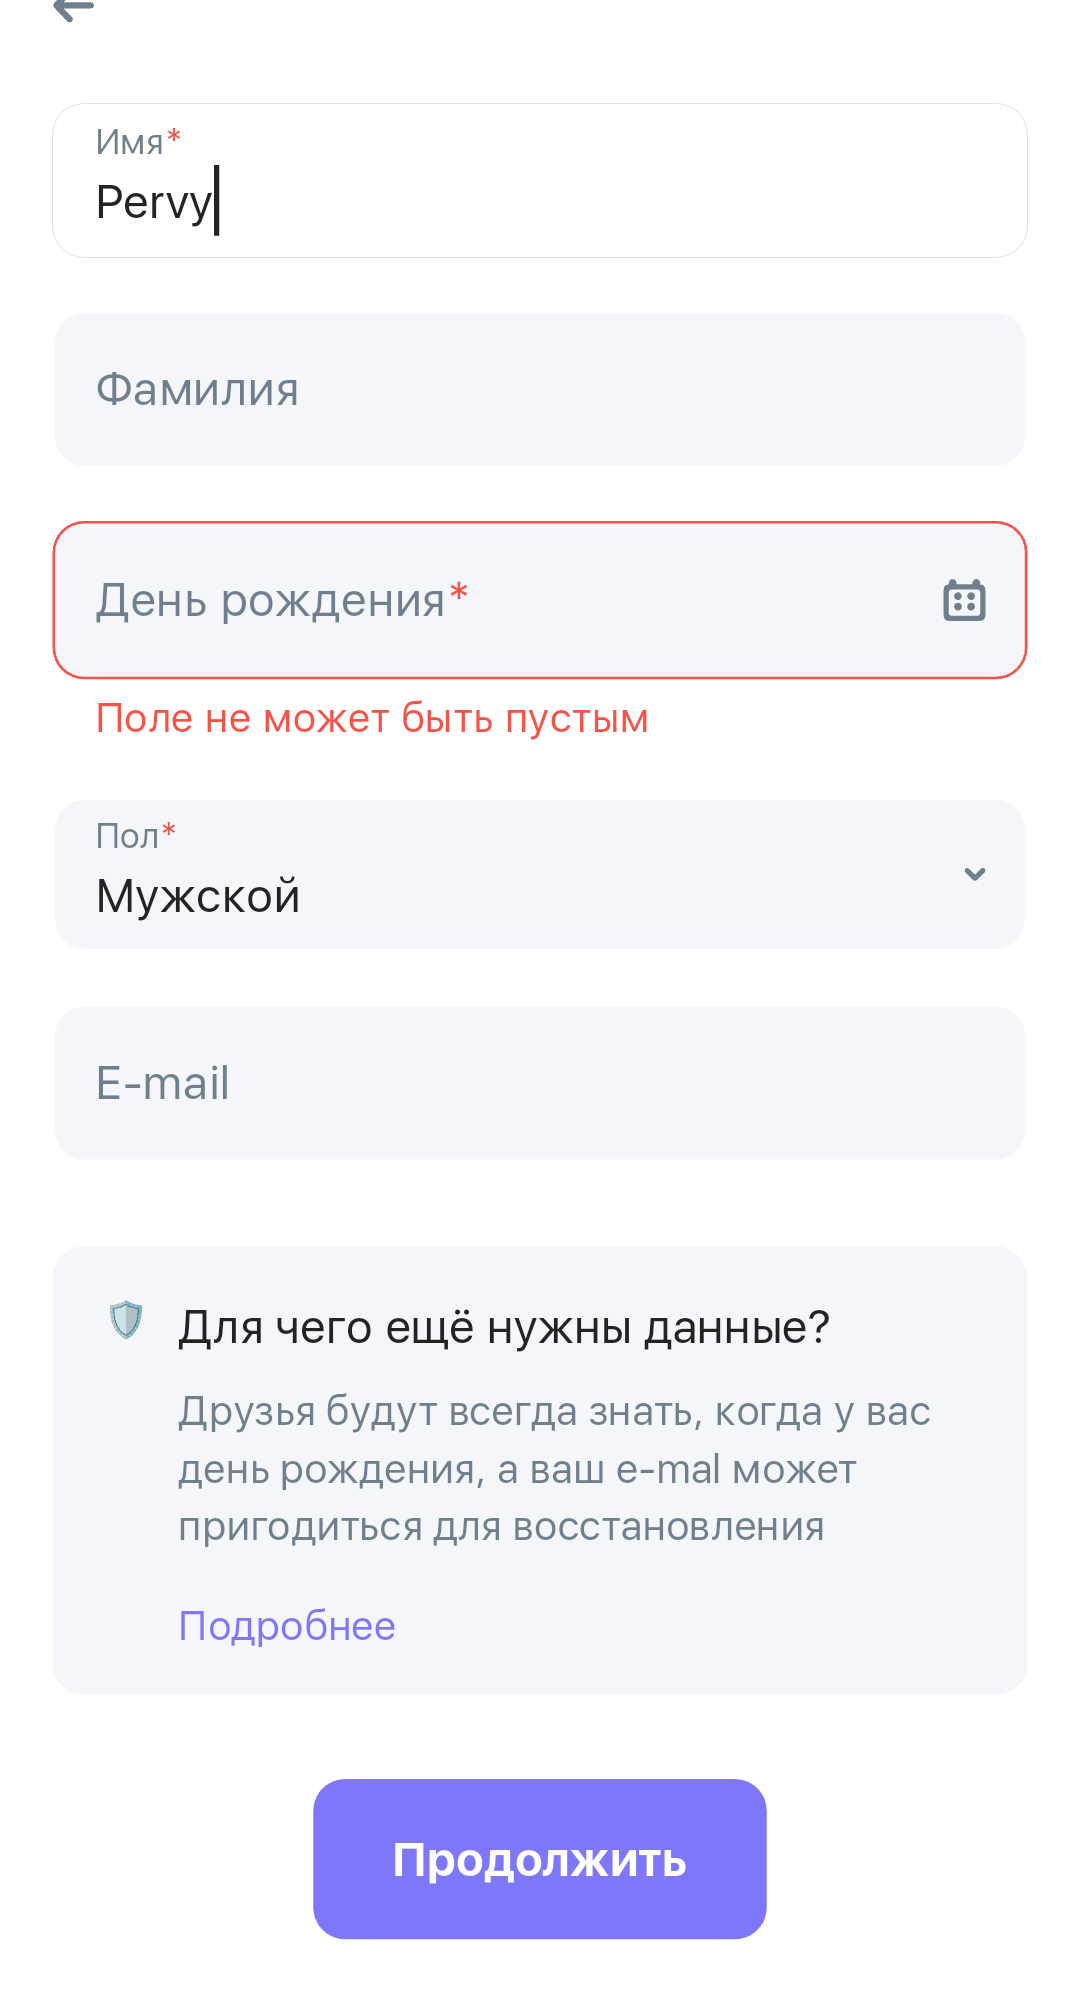 Имя*
Pervy
Фамилия
День рождения*
Поле не может быть пустым
Пол*
Мужской
E-mail
Для чего ещё нужны данные?
Друзья будут всегда знать, когда у вас
день рождения, а ваш e-mal может
пригодиться для восстановления
Подробнее
Продолжить